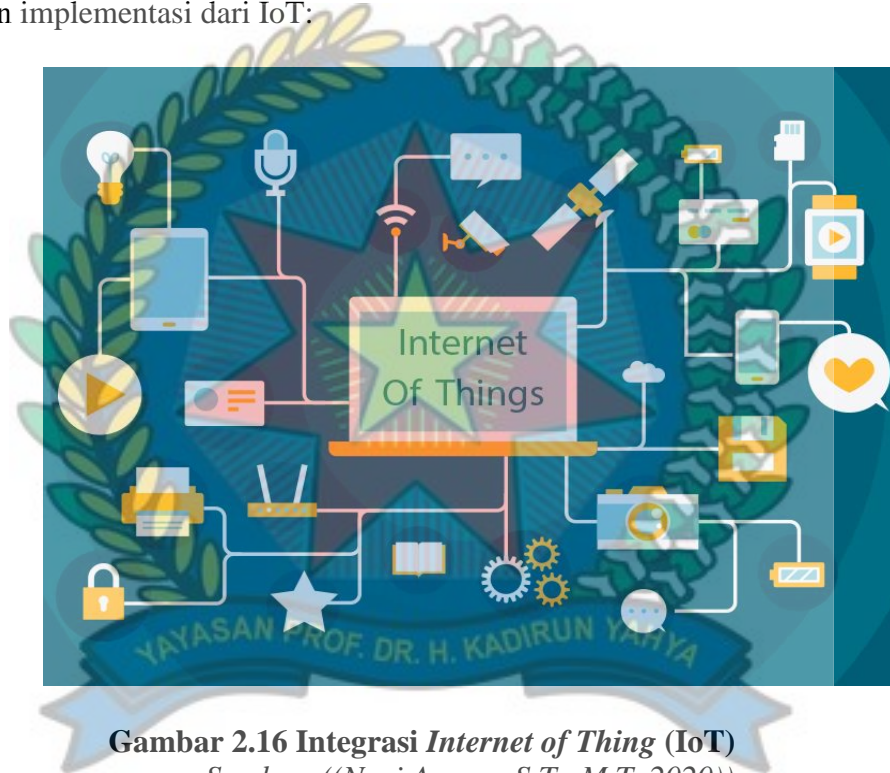 n implementasi dari IoT:
Internet
Of Things
YAYASAN PROF. DR. H. KADIRUN YAHYA
Gambar 2.16 Integrasi Internet of Thing (IoT)